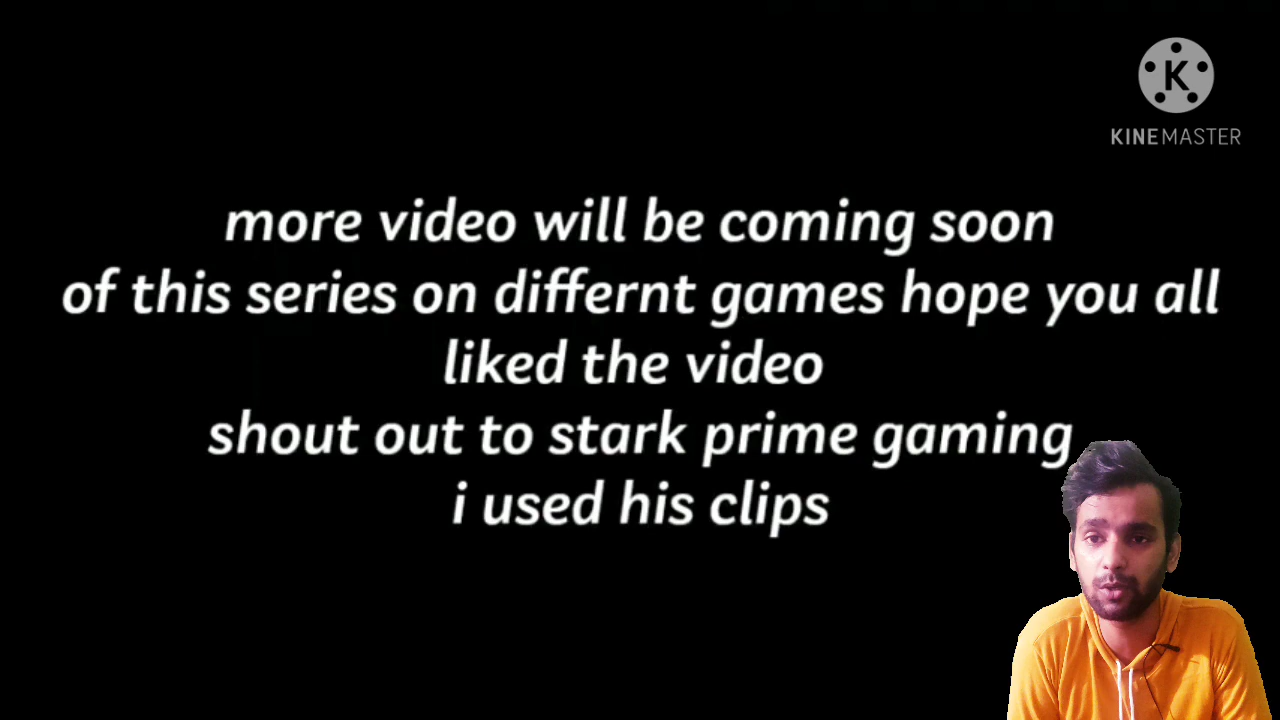 K
KINEMASTER
more video will be coming soon
of this series on differnt games hope you all
liked the video
shout out to stark prime gaming
i used his clips